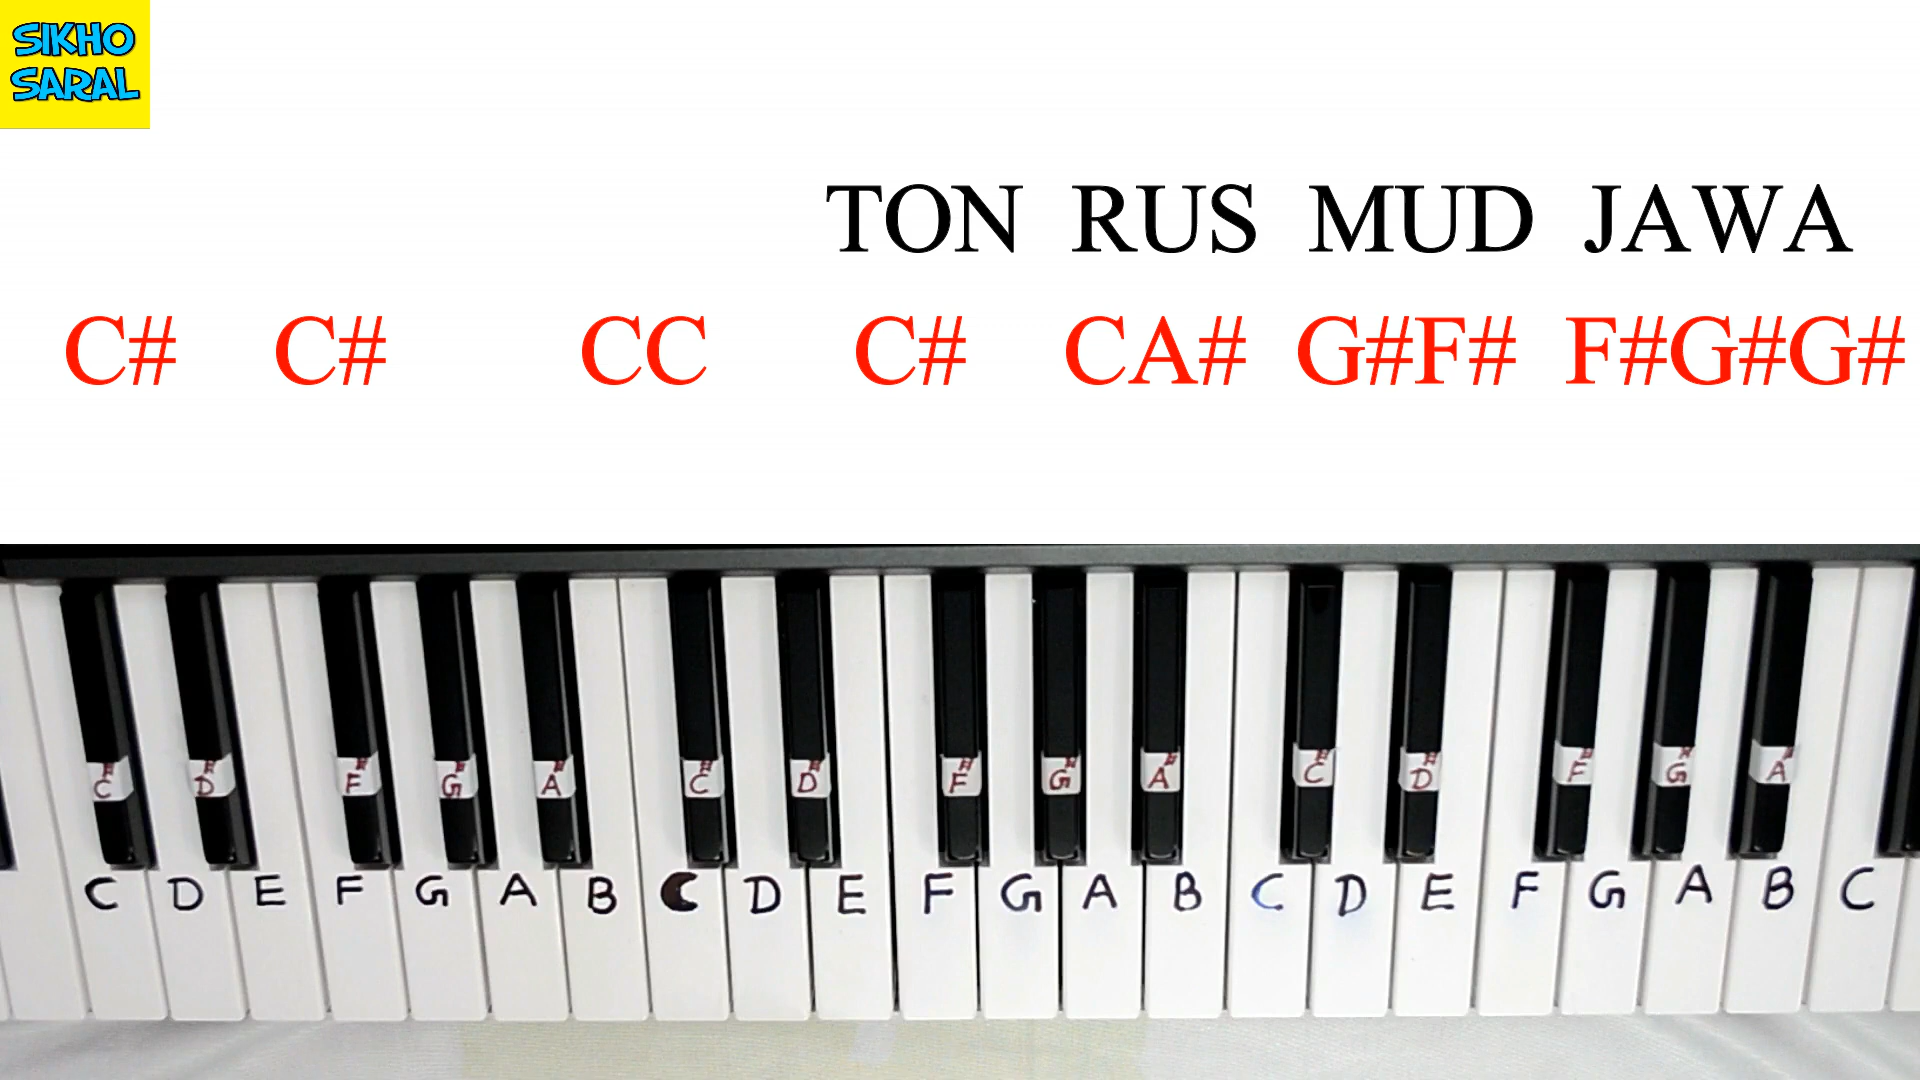 SIKHO
SARAL
TON RUS MUD JAWA
C# C# CC C# CA# G#F# F#G#G#
C# D# F# G# A# C# D# F# G# A# C# D# F# G# A#
C D E F G A B C D E F G A B C D E F G A B C